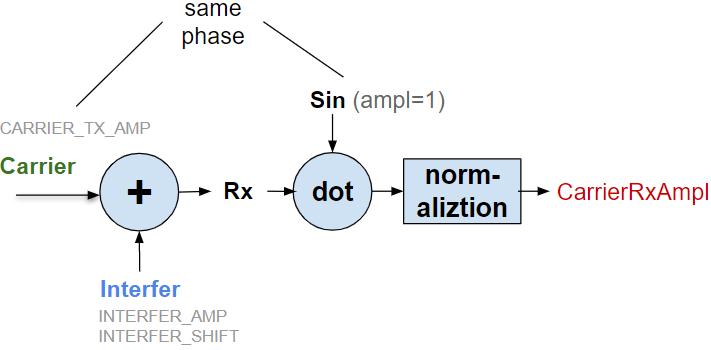 same
phase
Sin (ampl=1)
CARRIER_TX_AMP
Carrier
+
Rx
dot
norm-
aliztion
CarrierRxAmpl
Interfer
INTERFER_AMP
INTERFER_SHIFT